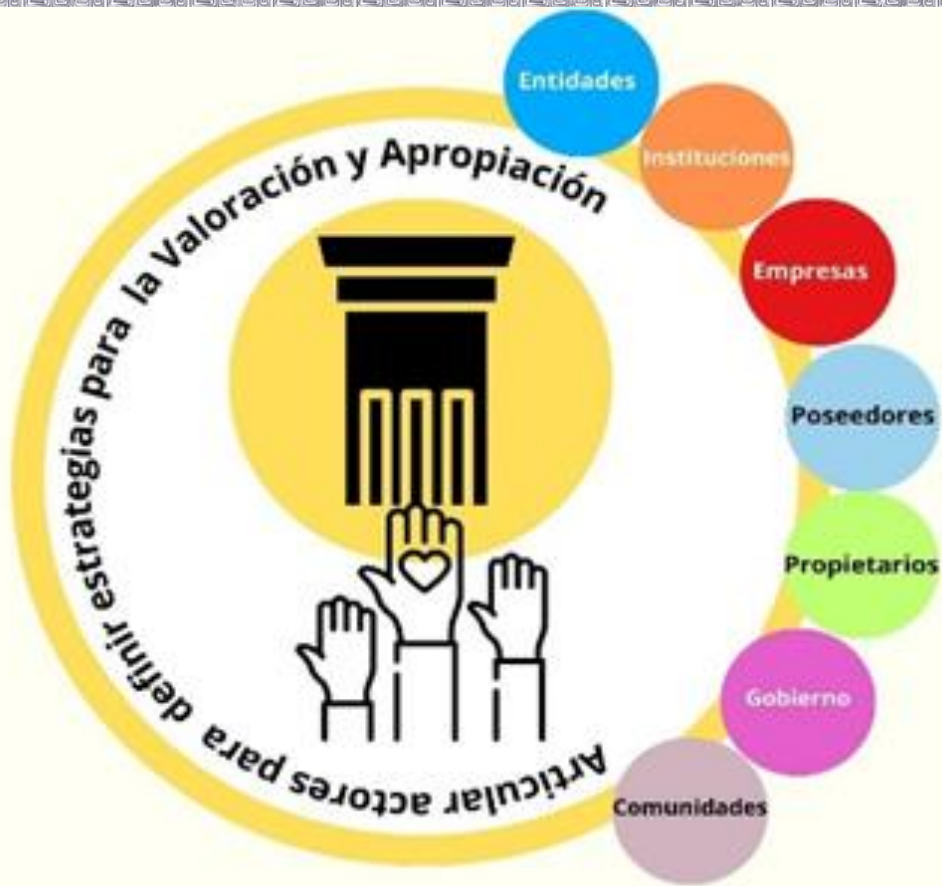 Articular actores para definir estrategias para la Valoración y Apropiación
Entidades
Instituciones
Empresas
Poseedores
Propietarios
Gobierno
Comunidades